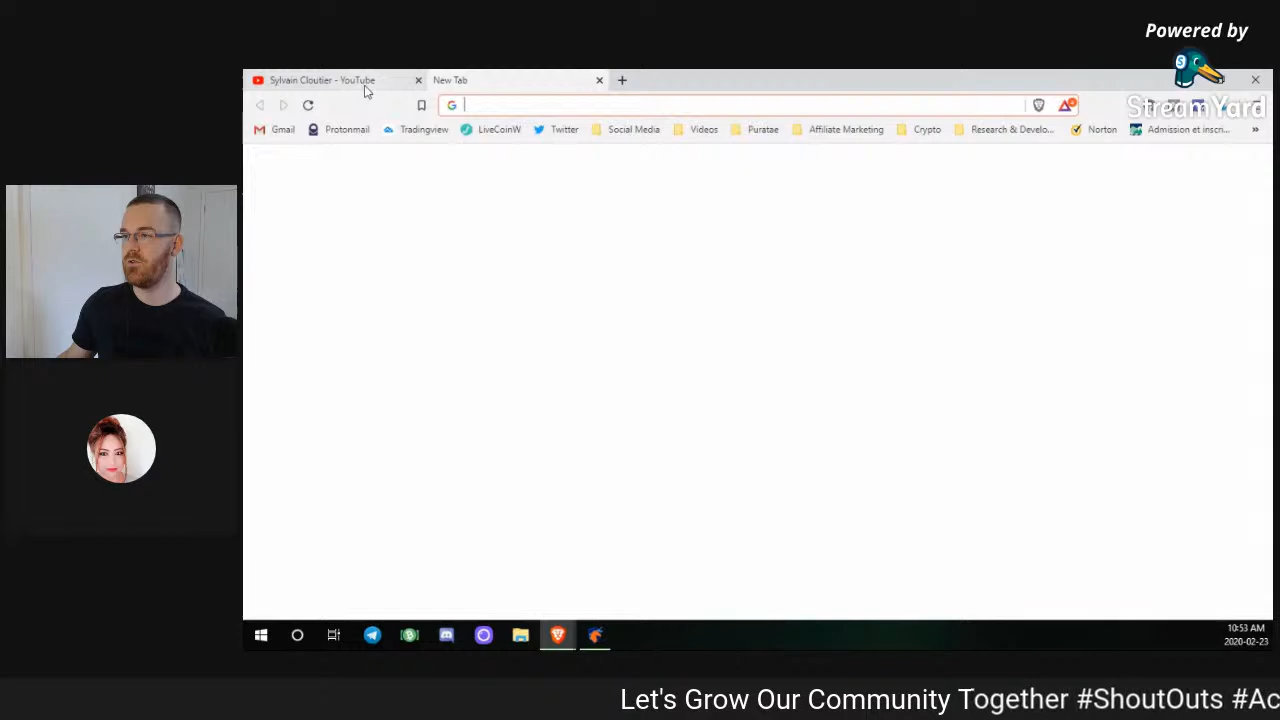 Powered by
StreamYard
Sylvain Cloutier - YouTube
New Tab
Gmail
Protonmail
Tradingview
LiveCoinW
Twitter
Social Media
Videos
Puratae
Affiliate Marketing
Crypto
Research & Develo...
Norton
Admission et inscri...
10:53 AM
2020-02-23
Let's Grow Our Community Together #ShoutOuts #Ac